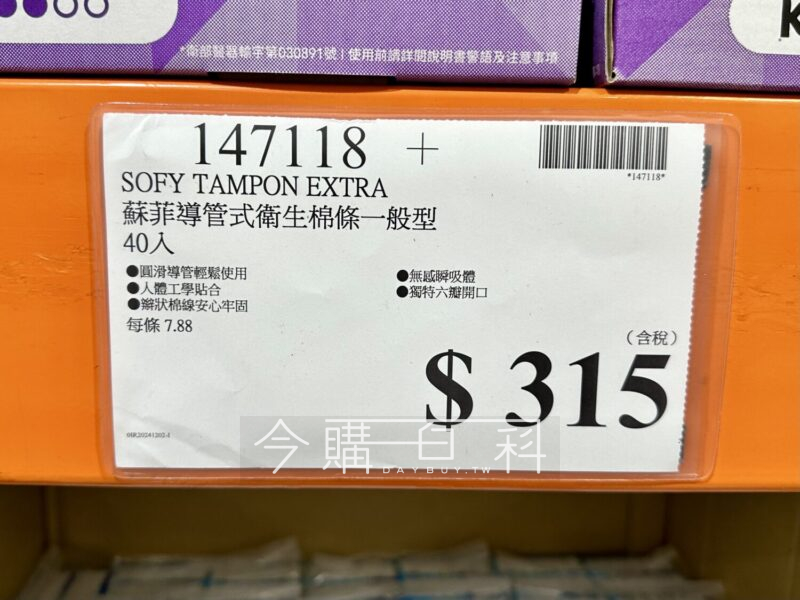 *衛部醫器輸字第030891號 | 使用前請詳閱說明書警語及注意事項
K
147118 +
*147118*
SOFY TAMPON EXTRA
蘇菲導管式衛生棉條一般型
40入
●圓滑導管輕鬆使用
●無感瞬吸體
●人體工學貼合
●獨特六瓣開口
●辮狀棉線安心牢固
每條 7.88
(含稅)
$ 315
今購百科
DAYBUY.TW